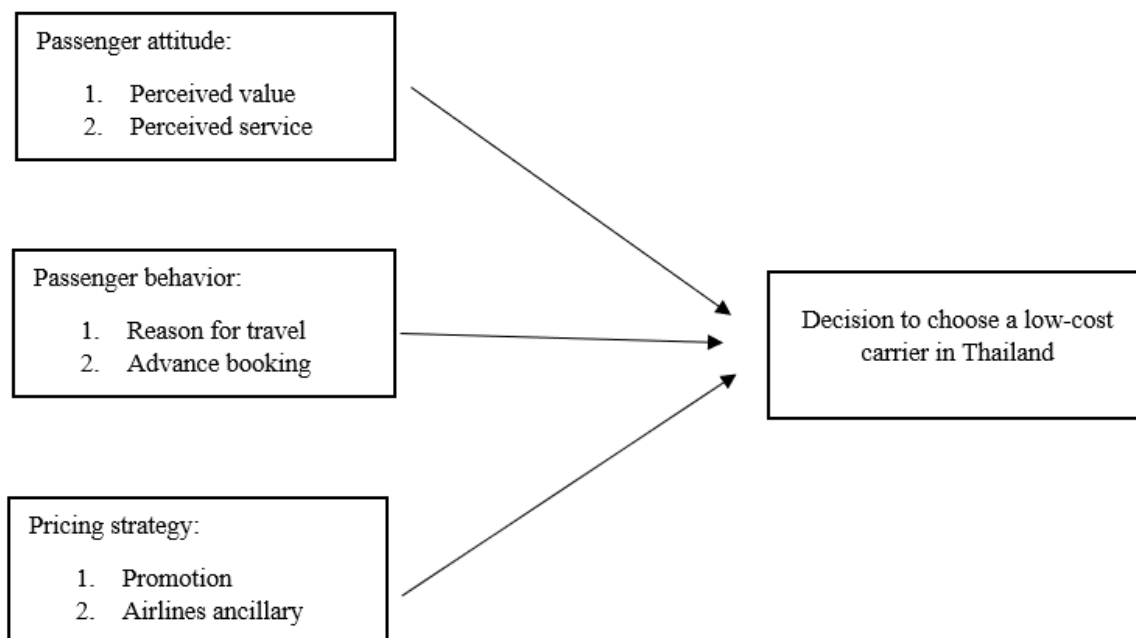 Passenger attitude:
1. Perceived value
2. Perceived service
Passenger behavior:
1. Reason for travel
2. Advance booking
Decision to choose a low-cost
carrier in Thailand
Pricing strategy:
1. Promotion
2. Airlines ancillary